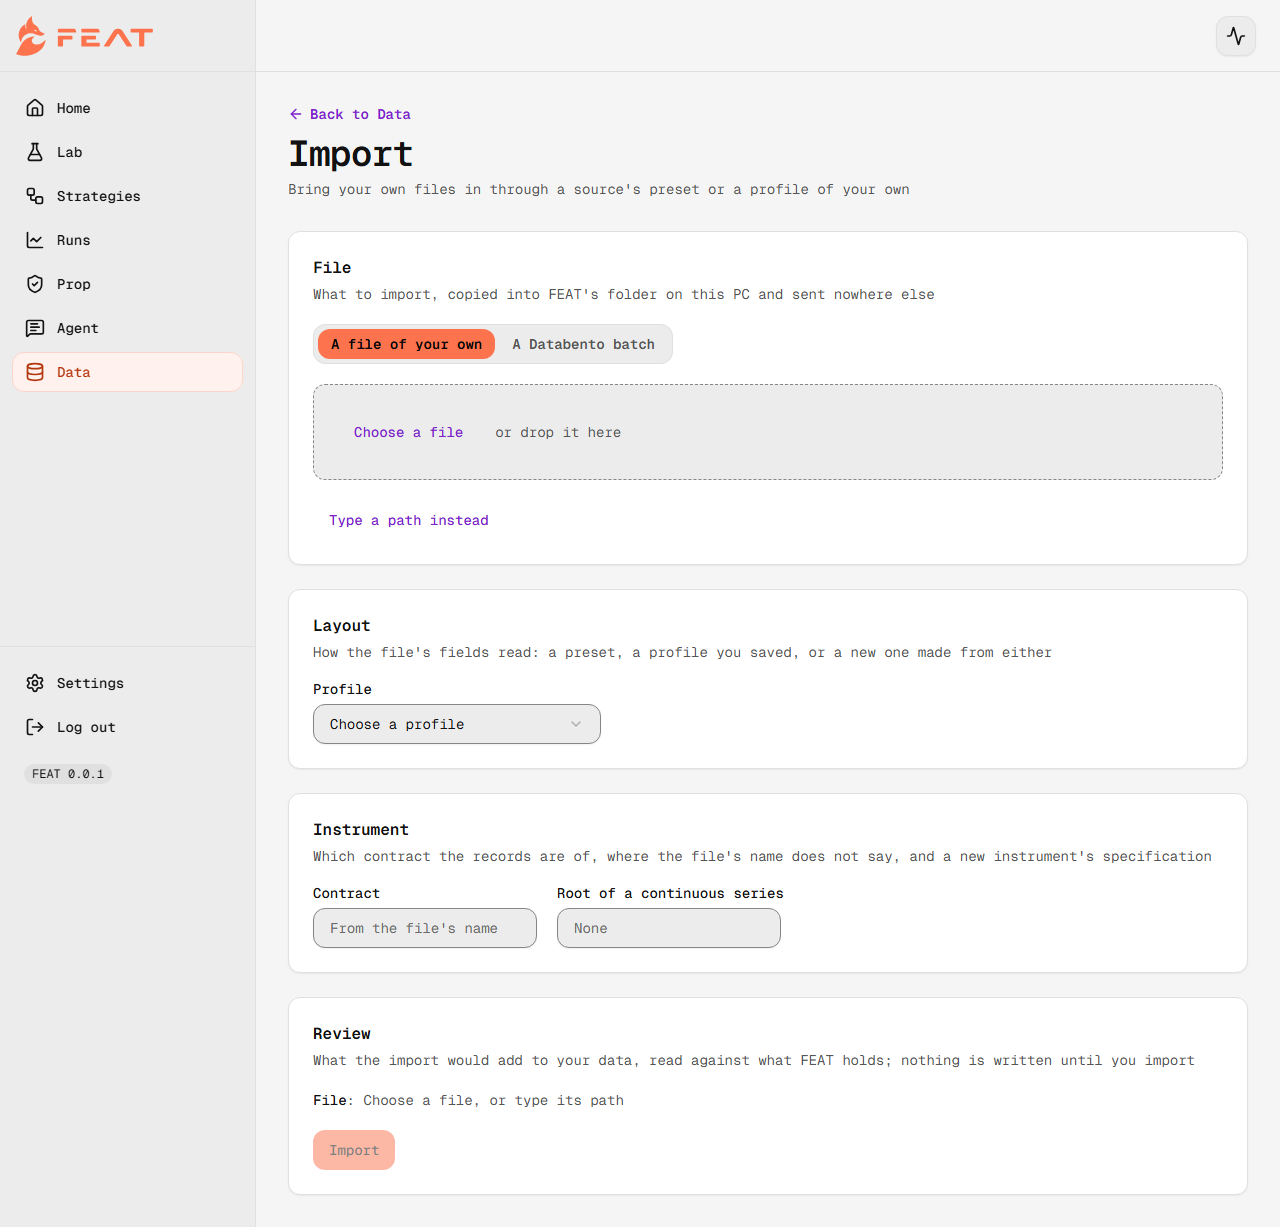 FEAT
Home
Lab
Strategies
Runs
Prop
Agent
Data
Settings
Log out
FEAT 0.0.1
Back to Data
Import
Bring your own files in through a source's preset or a profile of your own
File
What to import, copied into FEAT's folder on this PC and sent nowhere else
A file of your own
A Databento batch
Choose a file or drop it here
Type a path instead
Layout
How the file's fields read: a preset, a profile you saved, or a new one made from either
Profile
Choose a profile
Instrument
Which contract the records are of, where the file's name does not say, and a new instrument's specification
Contract
From the file's name
Root of a continuous series
None
Review
What the import would add to your data, read against what FEAT holds; nothing is written until you import
File: Choose a file, or type its path
Import